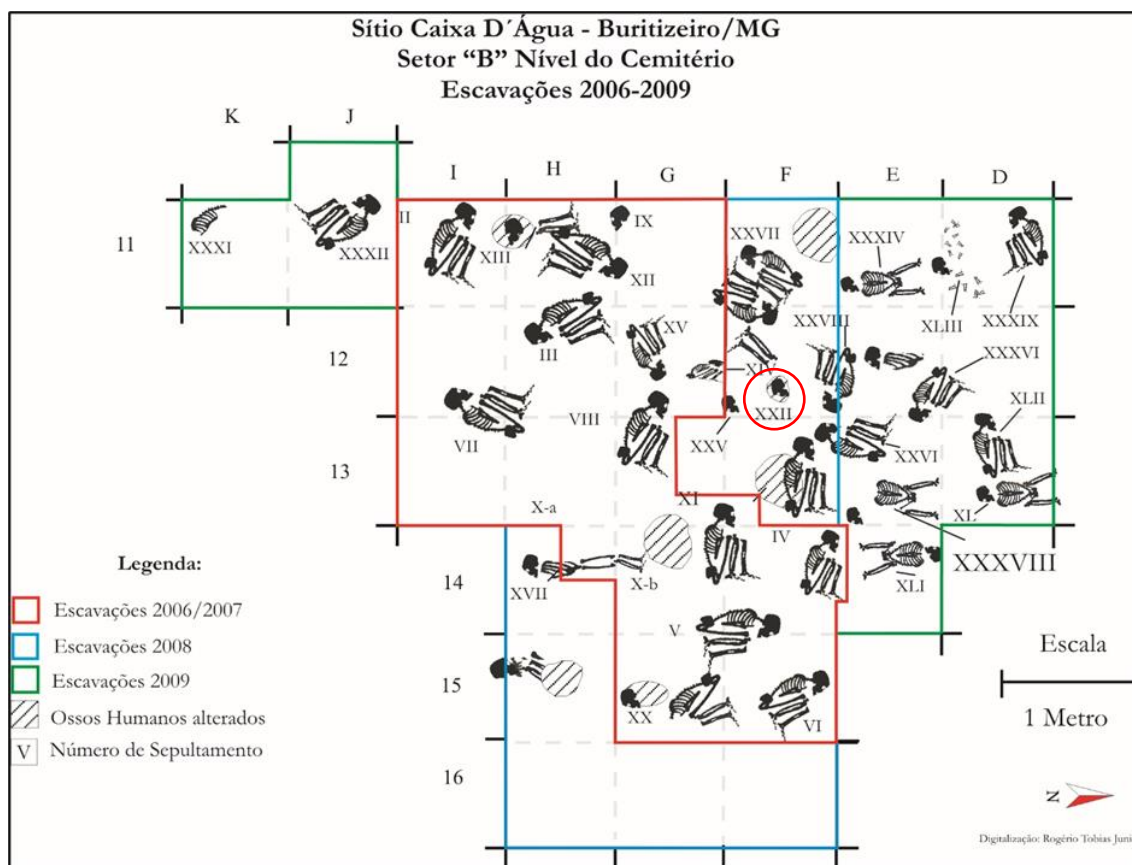 Sítio Caixa D´Água - Buritizeiro/MG
Setor “B” Nível do Cemitério
Escavações 2006-2009
K
J
I
H
G
F
E
D
11
12
13
14
15
16
II
IX
XXVII
XXXIV
XXXI
XXXII
XIII
XII
XLIII
XXXIX
XV
XXVIII
III
XXXVI
XIV
XXII
XLII
VII
VIII
XXV
XXVI
XI
XL
X-a
IV
XXXVIII
XVII
X-b
XLI
V
XX
VI
Legenda:
Escavações 2006/2007
Escavações 2008
Escavações 2009
Ossos Humanos alterados
V Número de Sepultamento
Escala
1 Metro
N
Digitalização: Rogério Tobias Juni